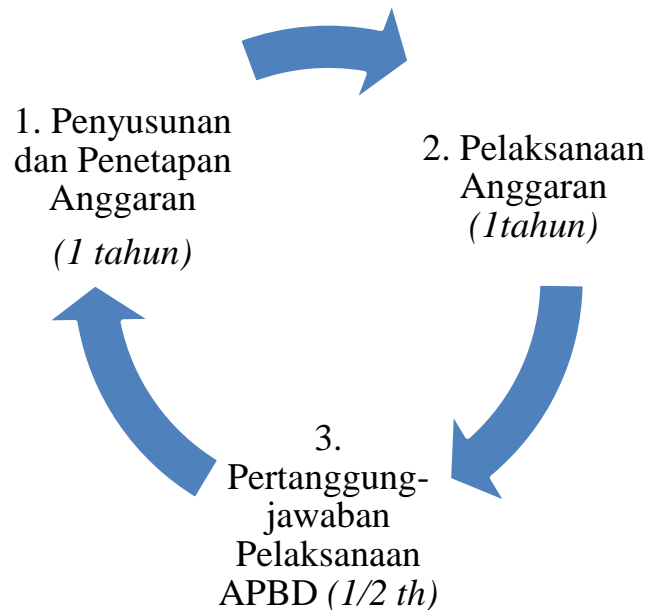 1. Penyusunan
dan Penetapan
Anggaran
(1 tahun)
2. Pelaksanaan
Anggaran
(1tahun)
3.
Pertanggung-
jawaban
Pelaksanaan
APBD (1/2 th)